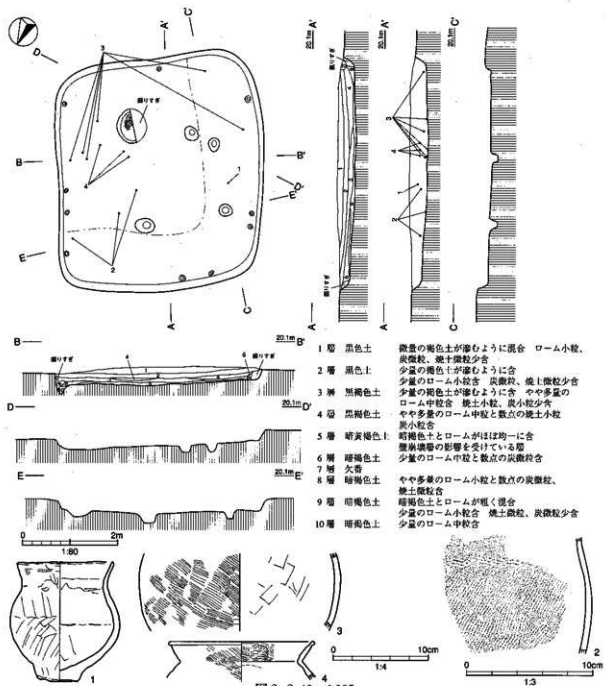 A'
C'
D
3
掘りすぎ
B
B'
4
1
D'
E'
E
2
A
C
20.1m A'
20.1m A'
20.1m C'
掘りすぎ
3
4
2
掘りすぎ
A
A
C
B
20.1m
B'
掘りすぎ
4
1
6
掘りすぎ
D
20.1m
D'
E
20.1m
E'
0
2m
1:60
1層 黒色土 微量の褐色土が滲むように混合 ローム小粒、
炭微粒、焼土微粒少含
2層 黒色土 少量の褐色土が滲むように含
少量のローム小粒含 炭微粒、焼土微粒少含
3層 黒褐色土 少量の褐色土が滲むように含 やや多量の
ローム中粒含 焼土小粒、炭小粒少含
4層 黒褐色土 やや多量のローム中粒と数点の焼土小粒
炭小粒含
5層 暗黄褐色土 暗褐色土とロームがほぼ均一に含
壁崩壊層の影響を受けている層
6層 暗褐色土 少量のローム中粒と数点の炭微粒含
7層 欠番
8層 暗褐色土 やや多量のローム小粒と数点の炭微粒、
焼土微粒含
9層 暗褐色土 暗褐色土とロームが粗く混合
少量のローム小粒含 焼土微粒、炭微粒少含
10層 暗褐色土 少量のローム中粒含
1
3
4
0
10cm
1:4
2
0
10cm
1:3